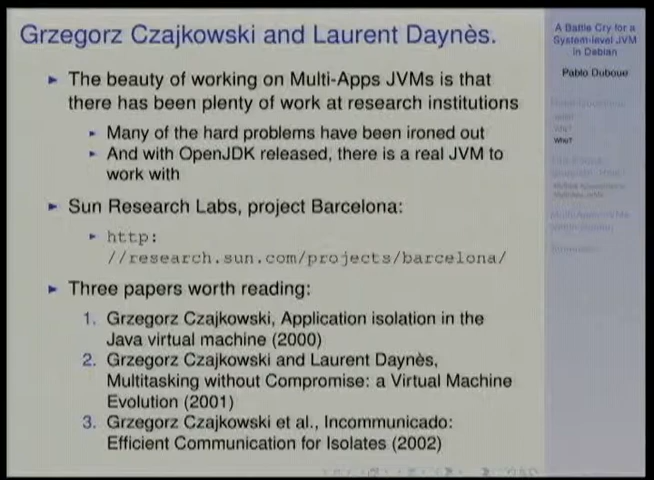 Grzegorz Czajkowski and Laurent Daynès.
The beauty of working on Multi-Apps JVMs is that
there has been plenty of work at research institutions
Many of the hard problems have been ironed out
And with OpenJDK released, there is a real JVM to
work with
Sun Research Labs, project Barcelona:
http:
//research.sun.com/projects/barcelona/
Three papers worth reading:
1. Grzegorz Czajkowski, Application isolation in the
Java virtual machine (2000)
2. Grzegorz Czajkowski and Laurent Daynès,
Multitasking without Compromise: a Virtual Machine
Evolution (2001)
3. Grzegorz Czajkowski et al., Incommunicado:
Efficient Communication for Isolates (2002)
A Battle Cry for a
System-level JVM
in Debian
Pablo Duboue
Who?